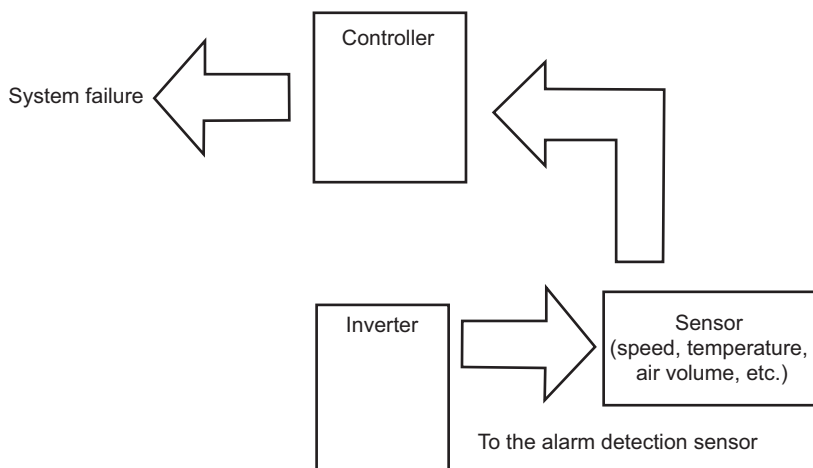 Controller
System failure
Inverter
Sensor
(speed, temperature,
air volume, etc.)
To the alarm detection sensor